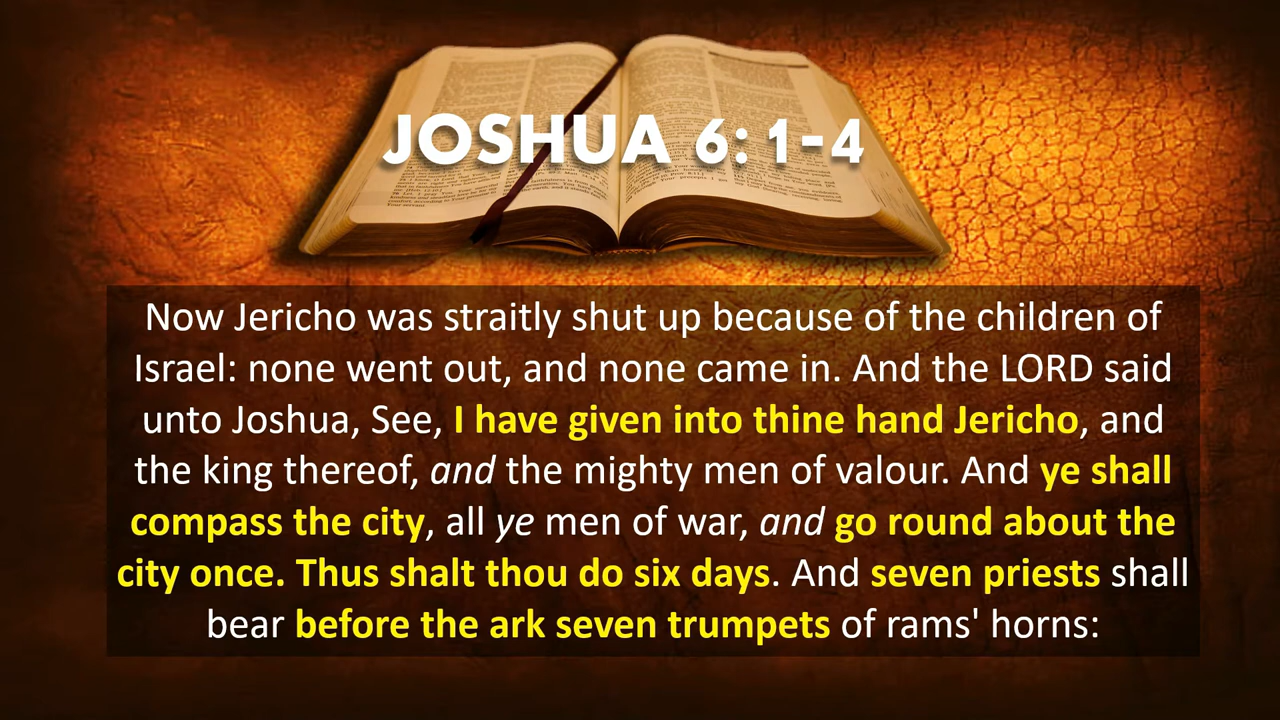 JOSHUA 6: 1-4
Now Jericho was straitly shut up because of the children of
Israel: none went out, and none came in. And the LORD said
unto Joshua, See, I have given into thine hand Jericho, and
the king thereof, and the mighty men of valour. And ye shall
compass the city, all ye men of war, and go round about the
city once. Thus shalt thou do six days. And seven priests shall
bear before the ark seven trumpets of rams' horns: